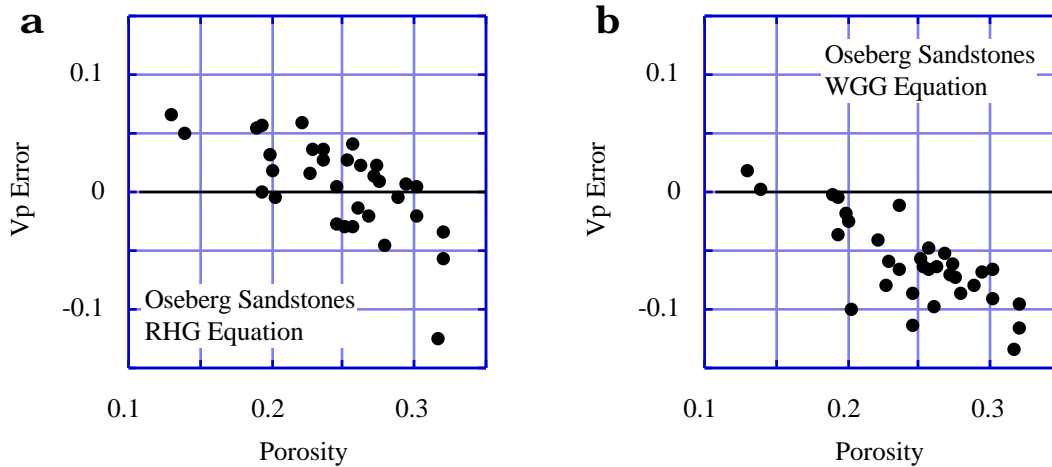 a
0.1
0
-0.1
Vp Error
Oseberg Sandstones
RHG Equation
0.1
0.2
0.3
Porosity
b
Oseberg Sandstones
WGG Equation
0.1
0
-0.1
Vp Error
0.1
0.2
0.3
Porosity